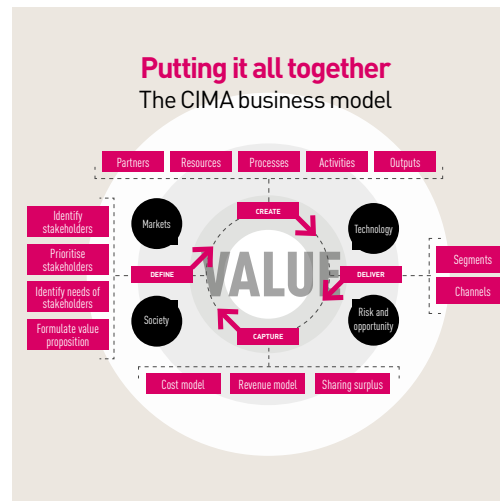 Putting it all together
The CIMA business model
Partners
Resources
Processes
Activities
Outputs
Identify
stakeholders
Prioritise
stakeholders
Identify needs of
stakeholders
Formulate value
proposition
Markets
CREATE
Technology
DEFINE
VALUE
DELIVER
Segments
Channels
Society
CAPTURE
Risk and
opportunity
Cost model
Revenue model
Sharing surplus